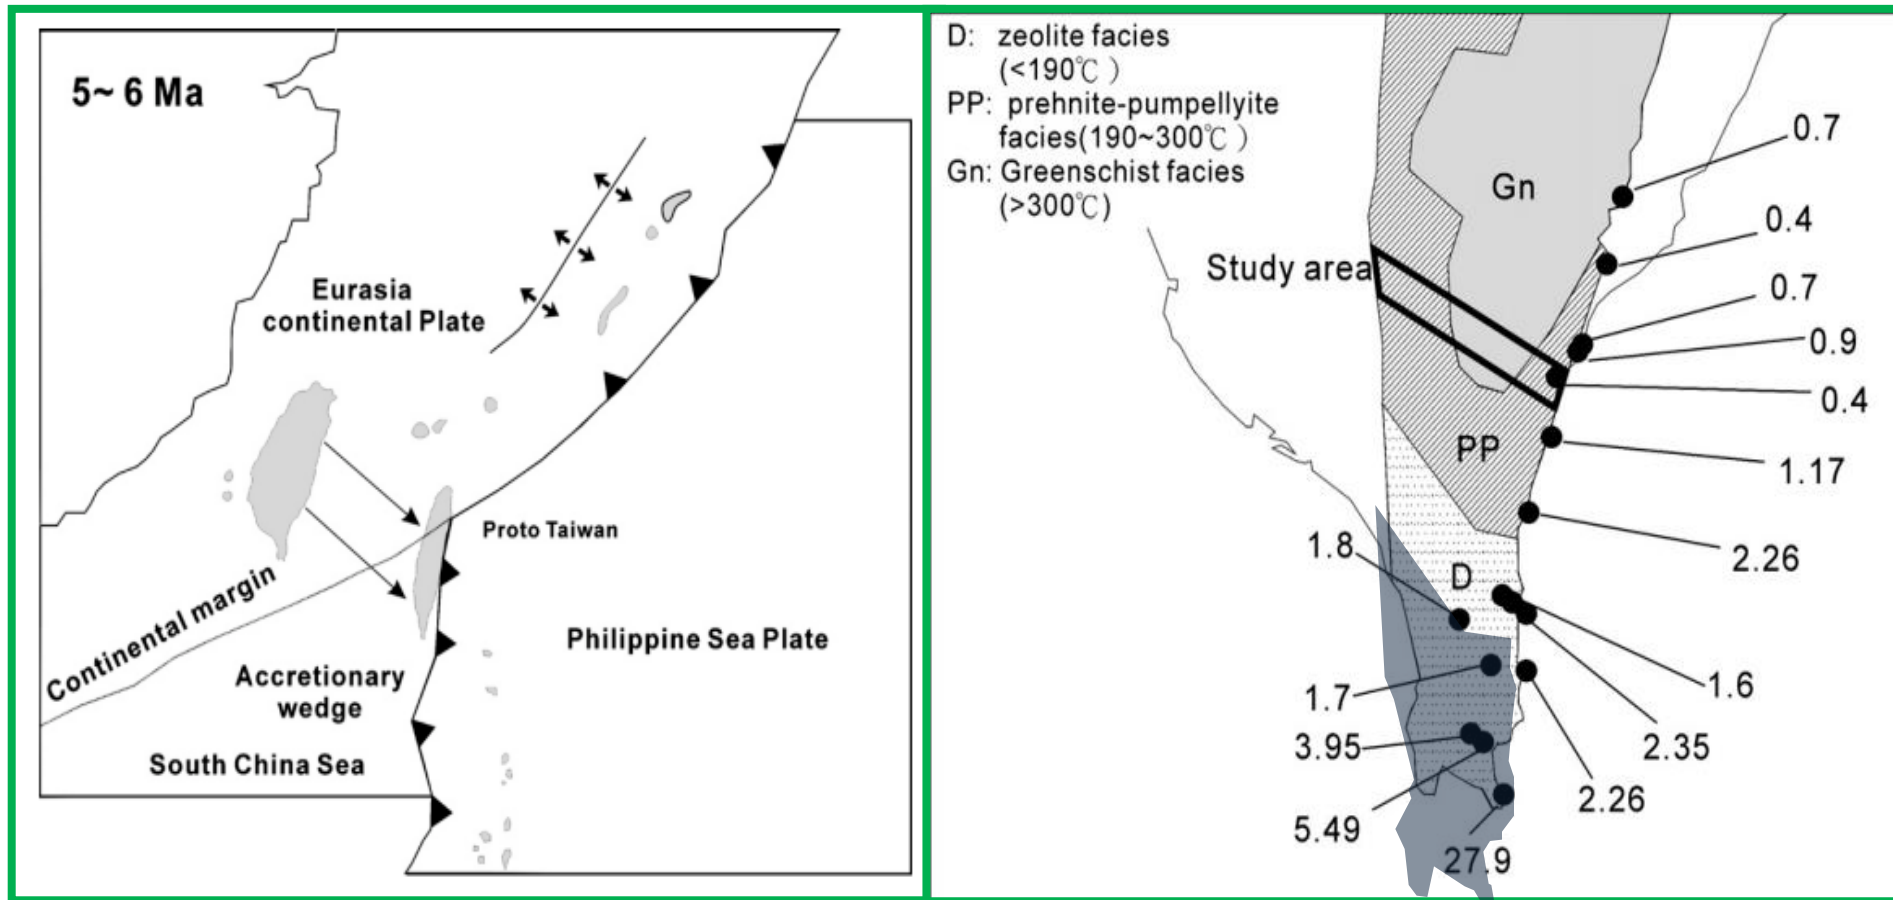 5~ 6 Ma
Eurasia
continental Plate
Proto Taiwan
Continental margin
Philippine Sea Plate
Accretionary
wedge
South China Sea
D: zeolite facies
(<190℃ )
PP: prehnite-pumpellyite
facies(190~300℃ )
Gn: Greenschist facies
(>300℃)
Gn
Study area
PP
D
0.7
0.4
0.7
0.9
0.4
1.17
2.26
1.8
1.6
1.7
2.35
3.95
2.26
5.49
27.9